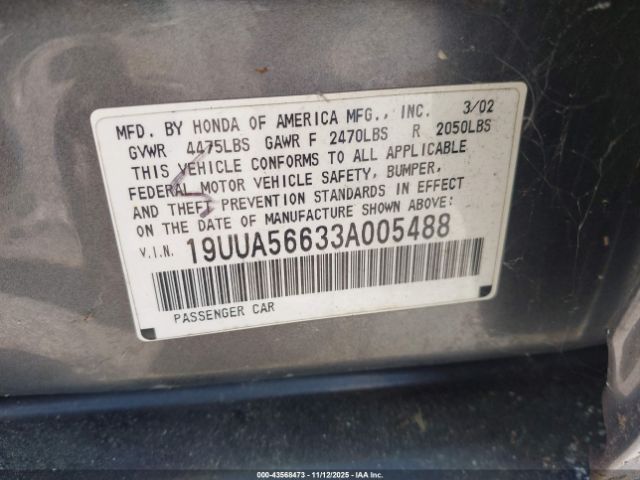 MFD. BY HONDA OF AMERICA MFG., INC. 3/02
GVWR 4475LBS GAWR F 2470LBS R 2050LBS
THIS VEHICLE CONFORMS TO ALL APPLICABLE
FEDERAL MOTOR VEHICLE SAFETY, BUMPER,
AND THEFT PREVENTION STANDARDS IN EFFECT
ON THE DATE OF MANUFACTURE SHOWN ABOVE:
V.I.N. 19UUA56633A005488
PASSENGER CAR
000-43568473 - 11/12/2025 - IAA Inc.